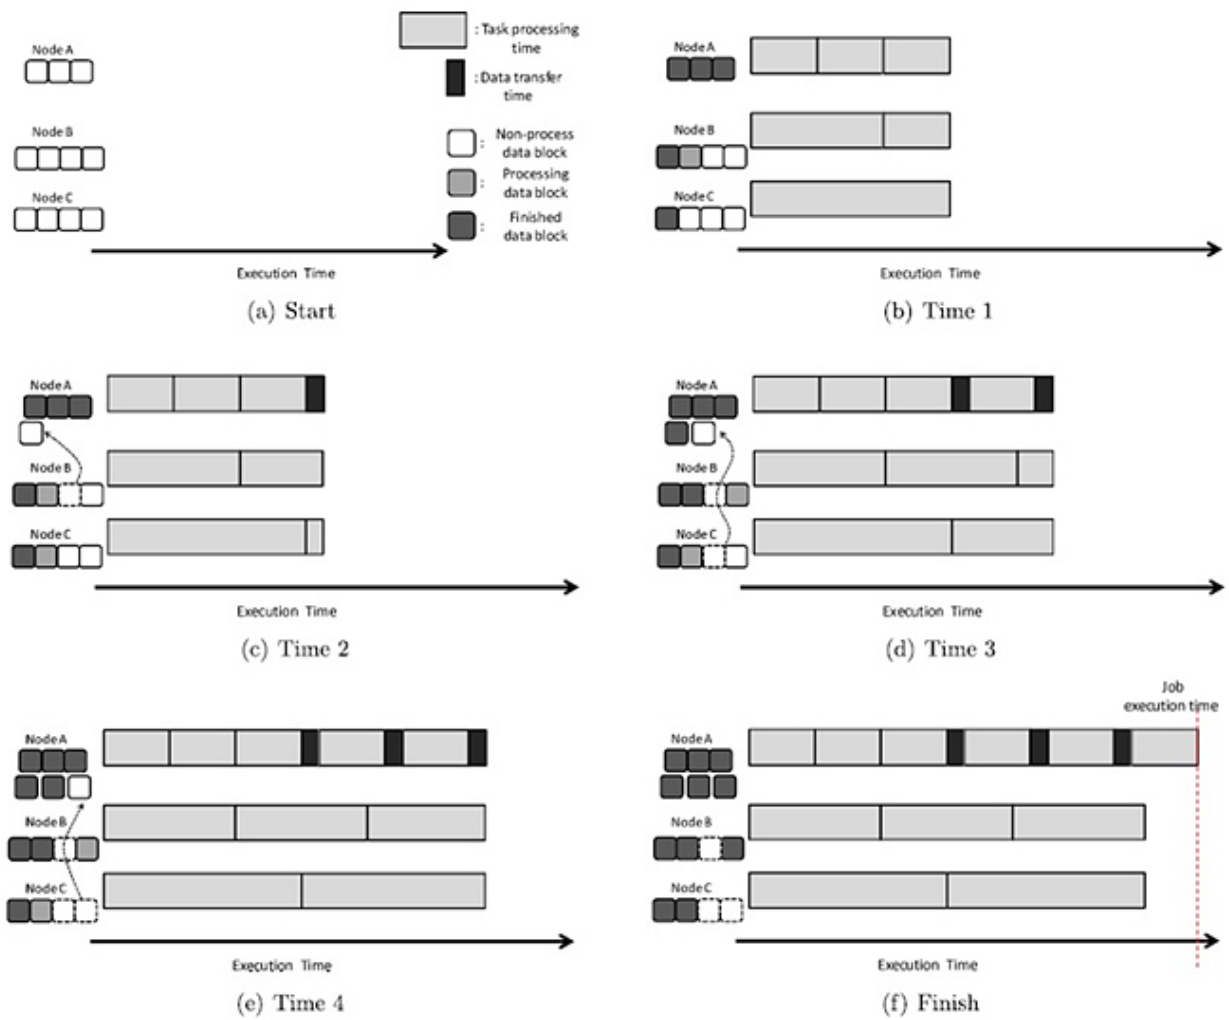 Node A
Node B
Node C
Execution Time
: Task processing
time
: Data transfer
time
: Non-process
data block
: Processing
data block
: Finished
data block
(a) Start
Node A
Node B
Node C
Execution Time
(b) Time 1
Node A
Node B
Node C
Execution Time
(c) Time 2
Node A
Node B
Node C
Execution Time
(d) Time 3
Node A
Node B
Node C
Execution Time
(e) Time 4
Job
execution time
Node A
Node B
Node C
Execution Time
(f) Finish